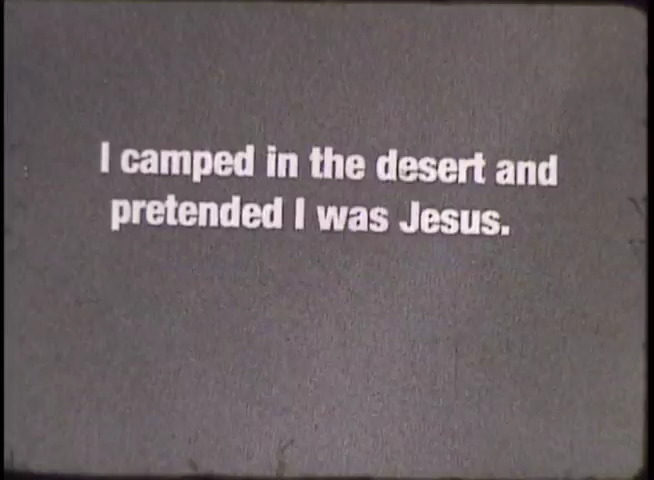 I camped in the desert and
pretended I was Jesus.